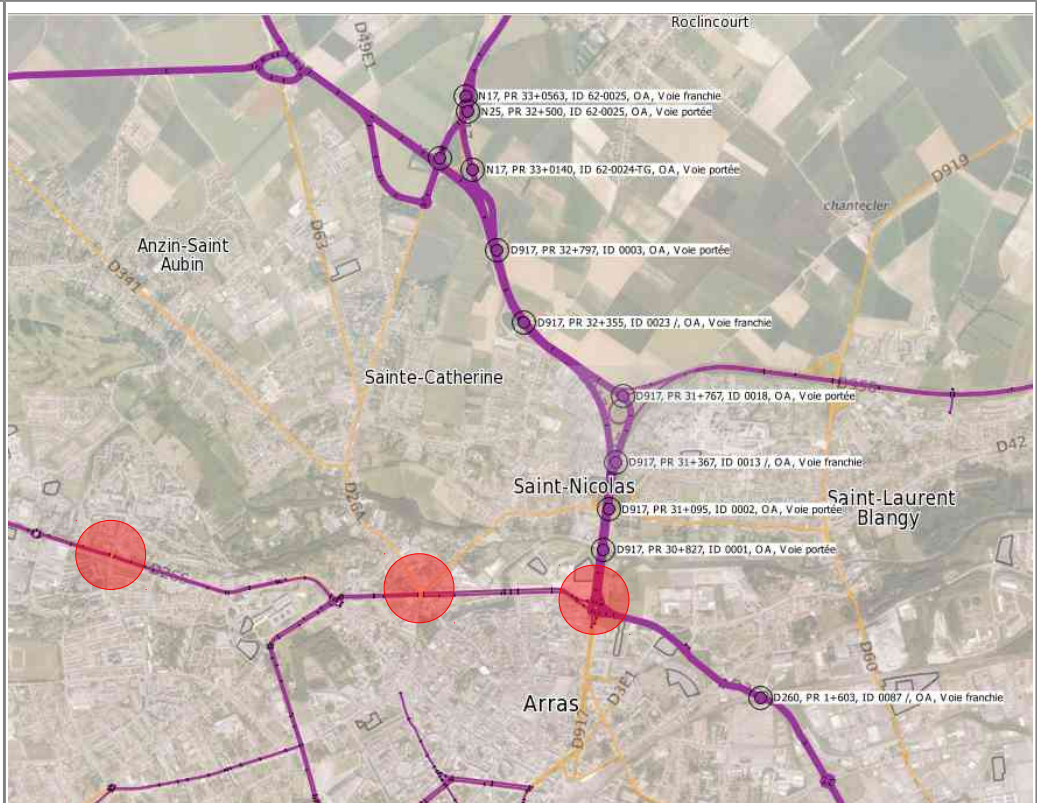 Roclincourt
D49E1
N17, PR 33+0563, ID 62-0025, OA, Voie franchie
N25, PR 32+500, ID 62-0025, OA, Voie portée
N17, PR 33+0140, ID 62-0024-TG, OA, Voie portée
D919
chantecler
D63
Anzin-Saint
Aubin
D341
D917, PR 32+797, ID 0003, OA, Voie portée
D917, PR 32+355, ID 0023 /, OA, Voie franchie
Sainte-Catherine
D917, PR 31+767, ID 0018, OA, Voie portée
D42
D917, PR 31+367, ID 0013 /, OA, Voie franchie
Saint-Nicolas
D26A
Saint-Laurent
Blangy
D917, PR 31+095, ID 0002, OA, Voie portée
D917, PR 30+827, ID 0001, OA, Voie portée
D60
D3E1
Arras
D260, PR 1+603, ID 0087 /, OA, Voie franchie
D917